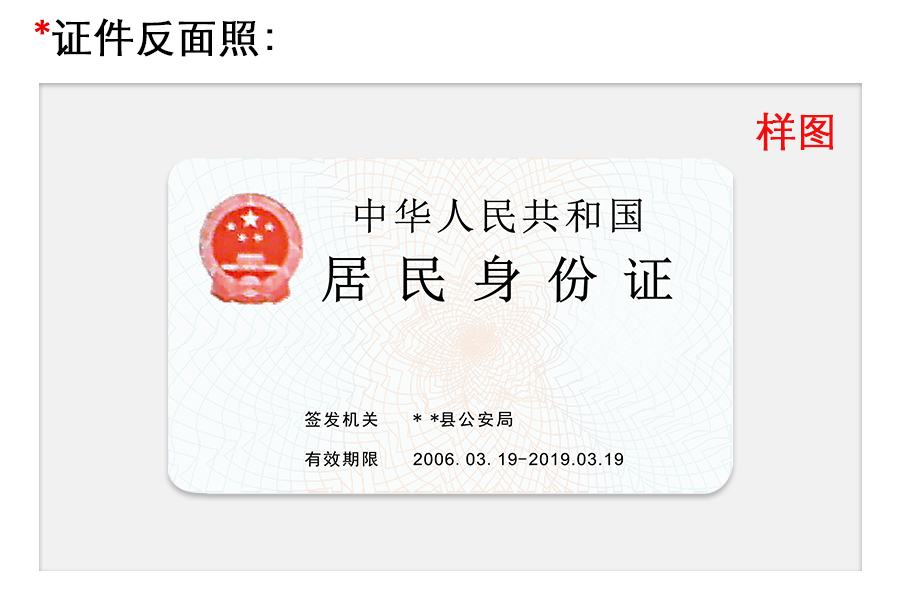 *证件反面照:
样图
中华人民共和国
居民身份证
签发机关 * *县公安局
有效期限 2006. 03. 19-2019.03.19